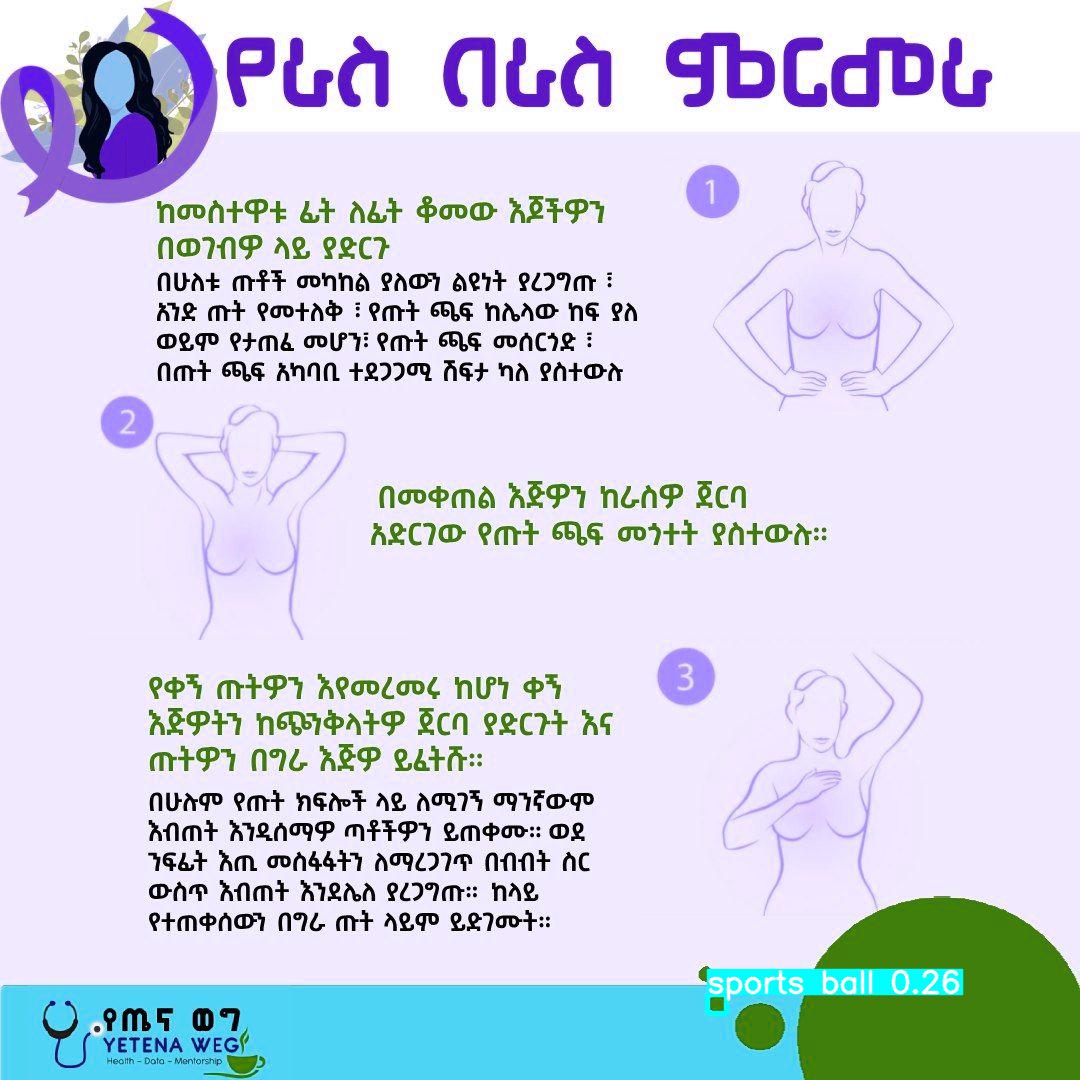 የራስ በራስ ምርመራ
1
ከመስተዋቱ ፊት ለፊት ቆመው እጆችዎን
በወገብዎ ላይ ያድርጉ
በሁለቱ ጡቶች መካከል ያለውን ልዩነት ያረጋግጡ ፣
አንድ ጡት የመተለቅ ፣ የጡት ጫፍ ከሌላው ከፍ ያለ
ወይም የታጠፈ መሆን፣ የጡት ጫፍ መሰርጎድ ፣
በጡት ጫፍ አካባቢ ተደጋጋሚ ሽፍታ ካለ ያስተውሉ
2
በመቀጠል እጅዎን ከራስዎ ጀርባ
አድርገው የጡት ጫፍ መጎተት ያስተውሉ።
3
የቀኝ ጡትዎን እየመረመሩ ከሆነ ቀኝ
እጅዎትን ከጭንቅላትዎ ጀርባ ያድርጉት እና
ጡትዎን በግራ እጅዎ ይፈትሹ።
በሁሉም የጡት ክፍሎች ላይ ለሚገኝ ማንኛውም
እብጠት እንዲሰማዎ ጣቶችዎን ይጠቀሙ። ወደ
ንፍፊት እጢ መስፋፋትን ለማረጋገጥ በብብት ስር
ውስጥ እብጠት እንደሌለ ያረጋግጡ። ከላይ
የተጠቀሰውን በግራ ጡት ላይም ይድገሙት።
sports ball 0.26
የጤና ወግ
YETENA WEG
Health - Data - Mentorship